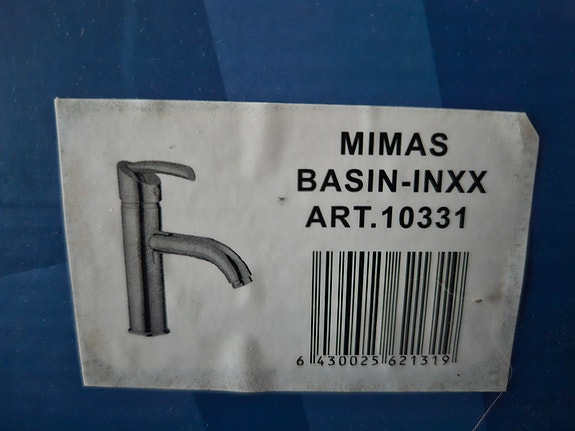 MIMAS
BASIN-INXX
ART.10331
6 430025 621319